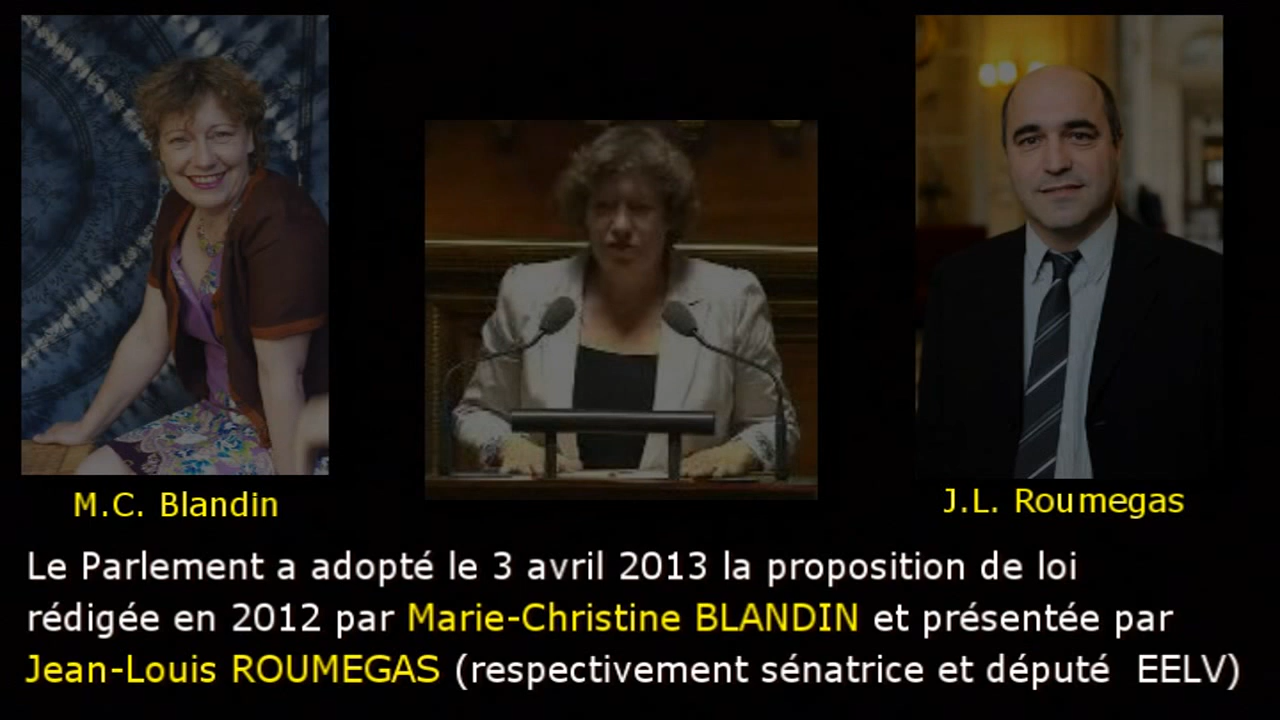 M.C. Blandin
J.L. Roumegas
Le Parlement a adopté le 3 avril 2013 la proposition de loi
rédigée en 2012 par Marie-Christine BLANDIN et présentée par
Jean-Louis ROUMEGAS (respectivement sénatrice et député EELV)